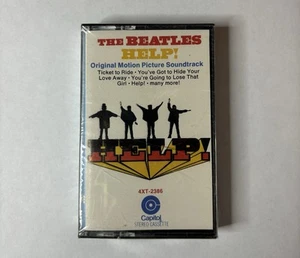 THE BEATLES
HELP!
Original Motion Picture Soundtrack
Ticket to Ride • You've Got to Hide Your
Love Away • You're Going to Lose That
Girl • Help! • many more!
HELP!
4XT-2386
Capitol